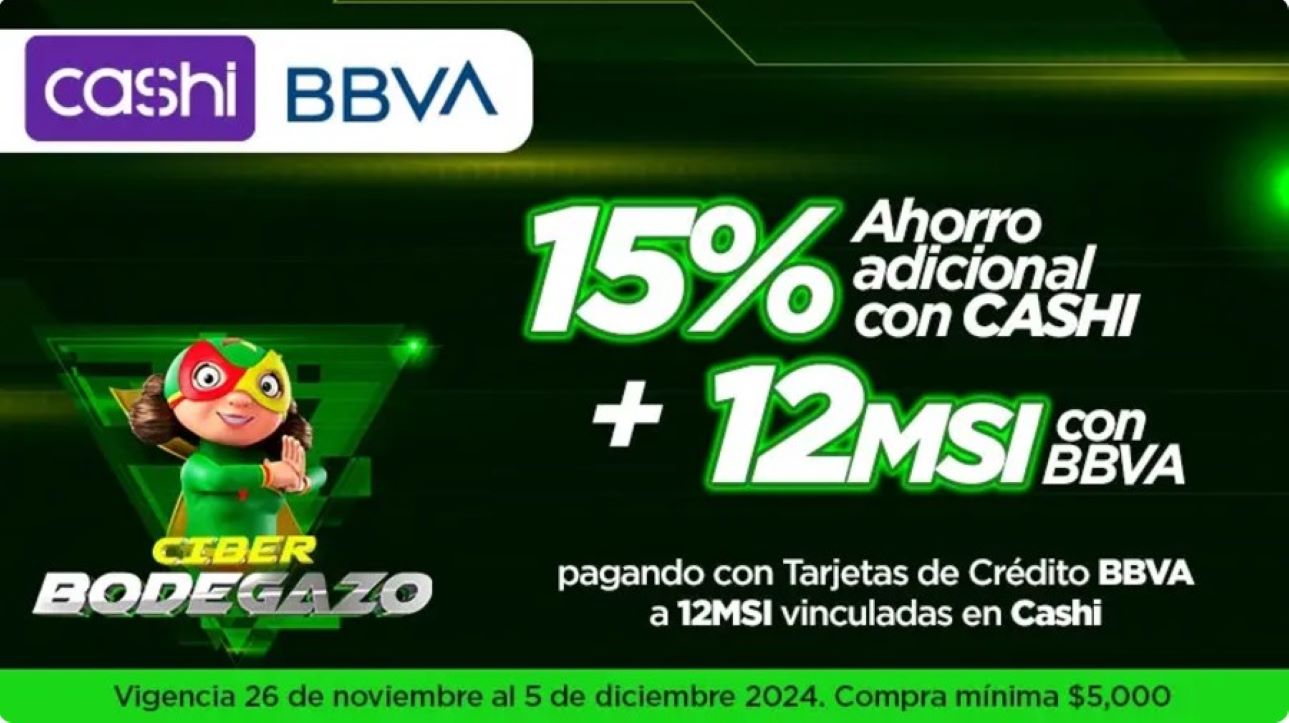 cashi BBVA
15% Ahorro
adicional
con CASHI
+ 12MSI con
BBVA
CIBER
BODEGAZO
pagando con Tarjetas de Crédito BBVA
a 12MSI vinculadas en Cashi
Vigencia 26 de noviembre al 5 de diciembre 2024. Compra mínima $5,000